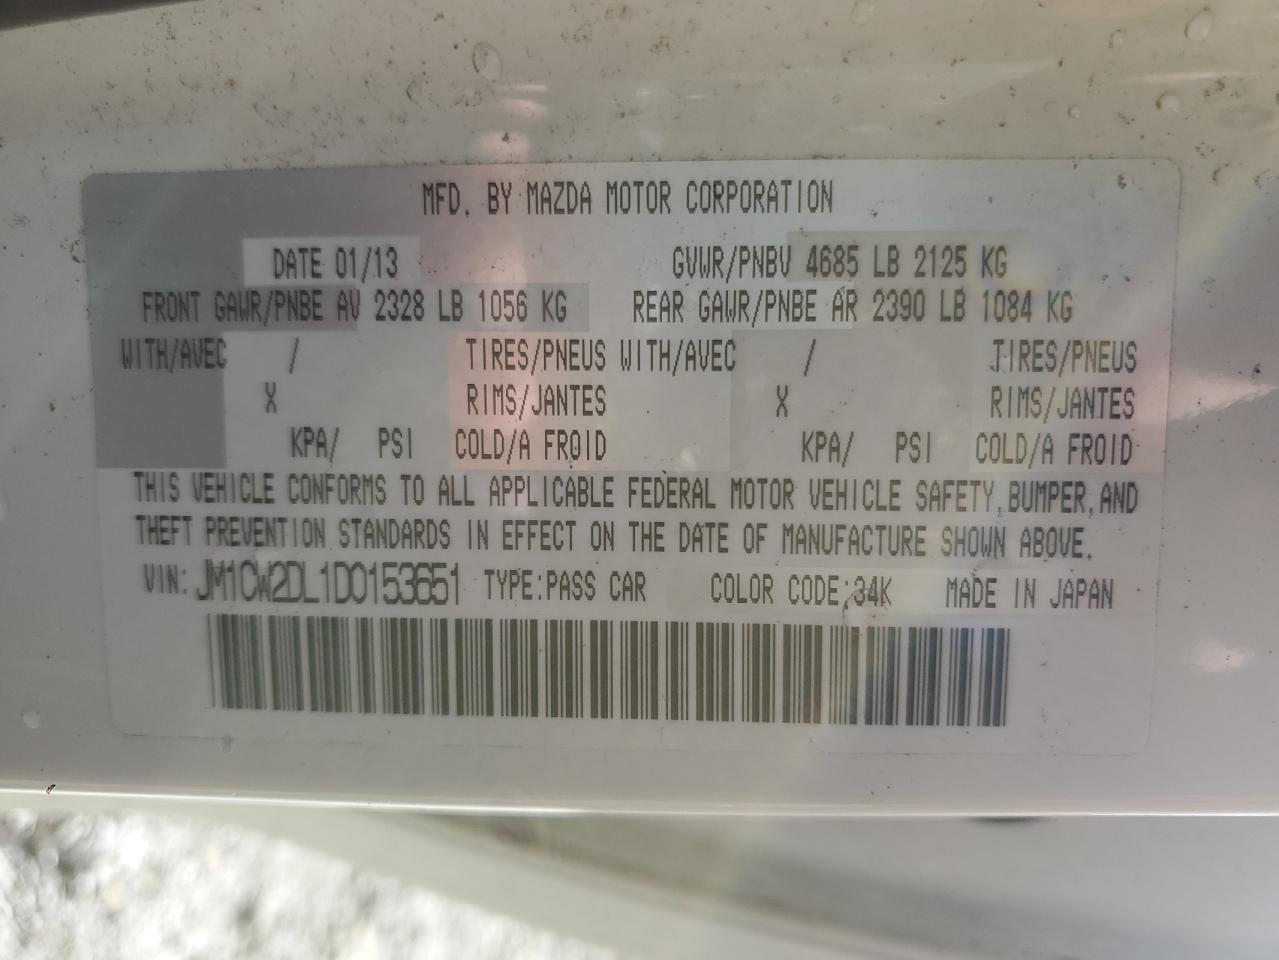 MFD. BY MAZDA MOTOR CORPORATION
DATE 01/13 GVWR/PNBV 4685 LB 2125 KG
FRONT GAWR/PNBE AV 2328 LB 1056 KG REAR GAWR/PNBE AR 2390 LB 1084 KG
WITH/AVEC / TIRES/PNEUS WITH/AVEC / TIRES/PNEUS
X RIMS/JANTES X RIMS/JANTES
KPA/ PSI COLD/A FROID KPA/ PSI COLD/A FROID
THIS VEHICLE CONFORMS TO ALL APPLICABLE FEDERAL MOTOR VEHICLE SAFETY, BUMPER, AND
THEFT PREVENTION STANDARDS IN EFFECT ON THE DATE OF MANUFACTURE SHOWN ABOVE.
VIN: JM1CW2DL1D0153651 TYPE:PASS CAR COLOR CODE:34K MADE IN JAPAN